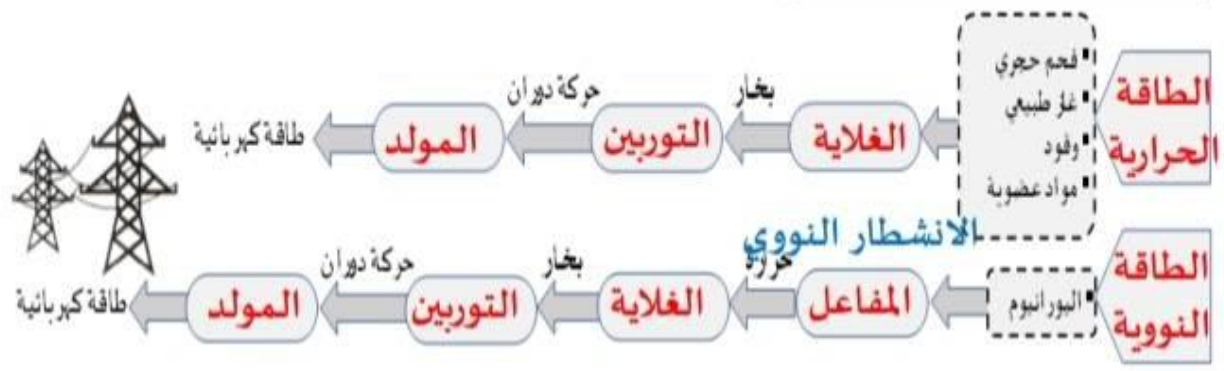 الطاقة
الحرارية
فحم حجري
غاز طبيعي
وقود
مواد عضوية
الغلاية
بخار
التوربين
حركة دوران
المولد
طاقة كهربائية
الطاقة
النووية
اليورانيوم
الانشطار النووي
المفاعل
حرارة
الغلاية
بخار
التوربين
حركة دوران
المولد
طاقة كهربائية